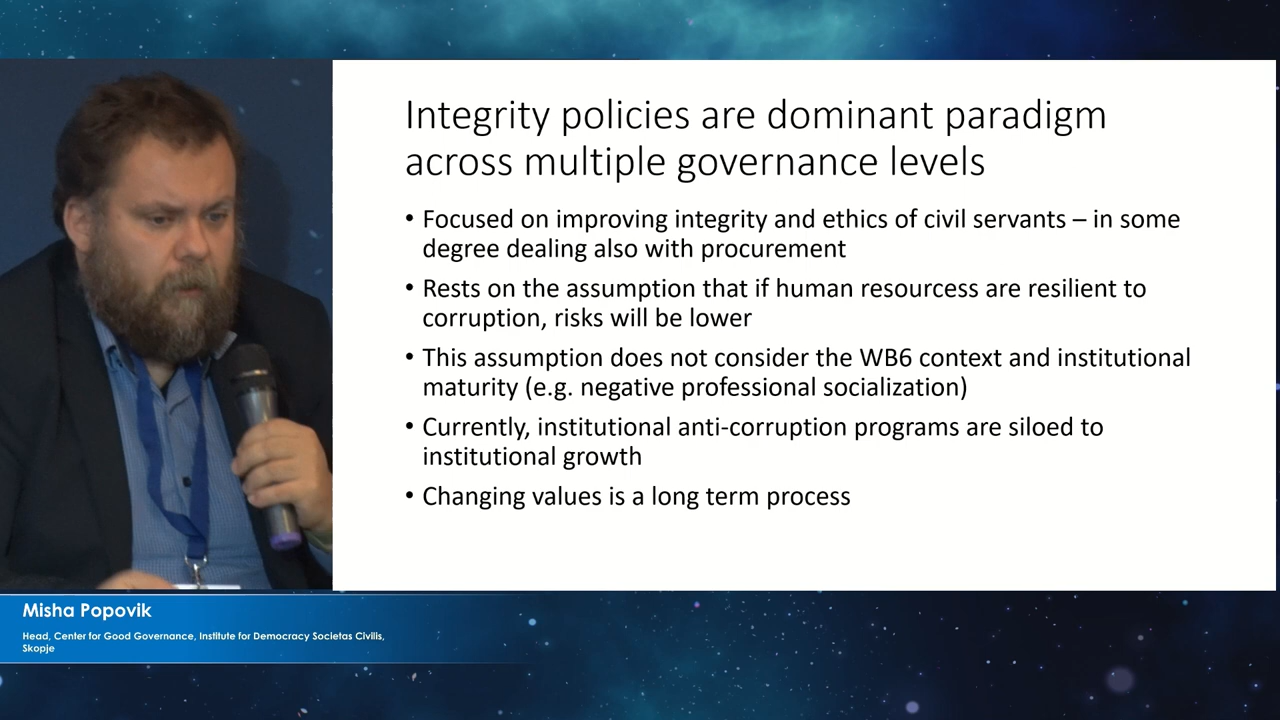 Integrity policies are dominant paradigm
across multiple governance levels
• Focused on improving integrity and ethics of civil servants – in some
degree dealing also with procurement
• Rests on the assumption that if human resourcess are resilient to
corruption, risks will be lower
• This assumption does not consider the WB6 context and institutional
maturity (e.g. negative professional socialization)
• Currently, institutional anti-corruption programs are siloed to
institutional growth
• Changing values is a long term process
Misha Popovik
Head, Center for Good Governance, Institute for Democracy Societas Civilis,
Skopje